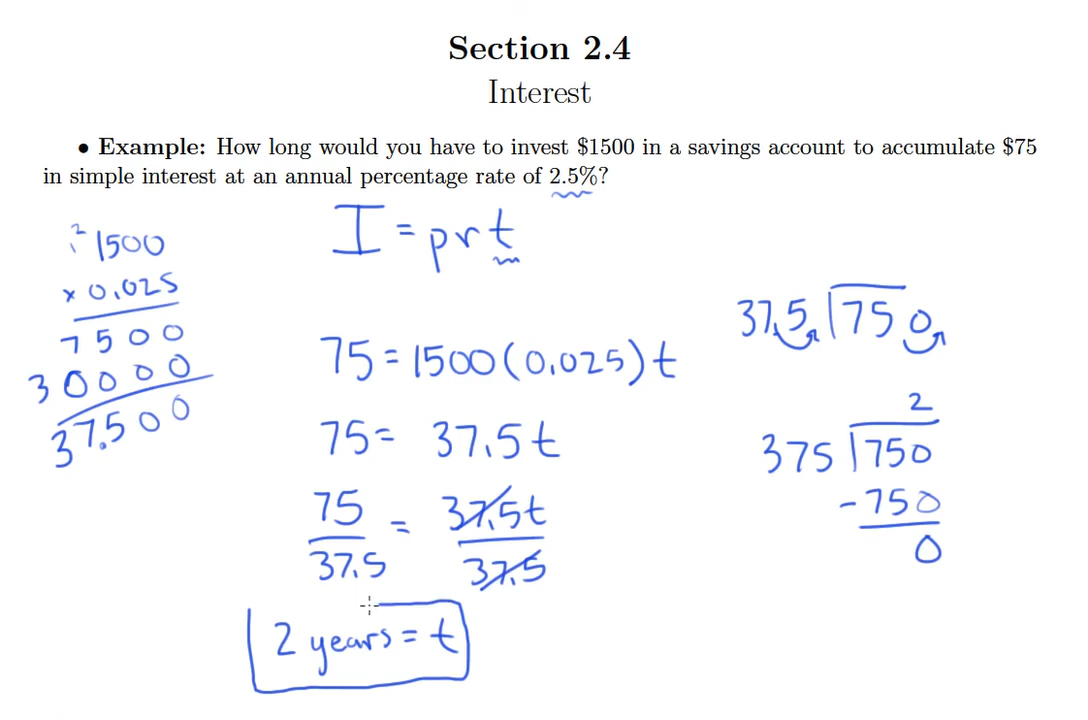 Section 2.4
Interest
• Example: How long would you have to invest $1500 in a savings account to accumulate $75
in simple interest at an annual percentage rate of 2.5%?
I = prt
2
1
1500
x 0.025
7500
30000
37.500
75 = 1500(0.025)t
75 = 37.5t
75 = 37.5t
37.5 37.5
2 years = t
37.5 750
2
375 750
-750
0